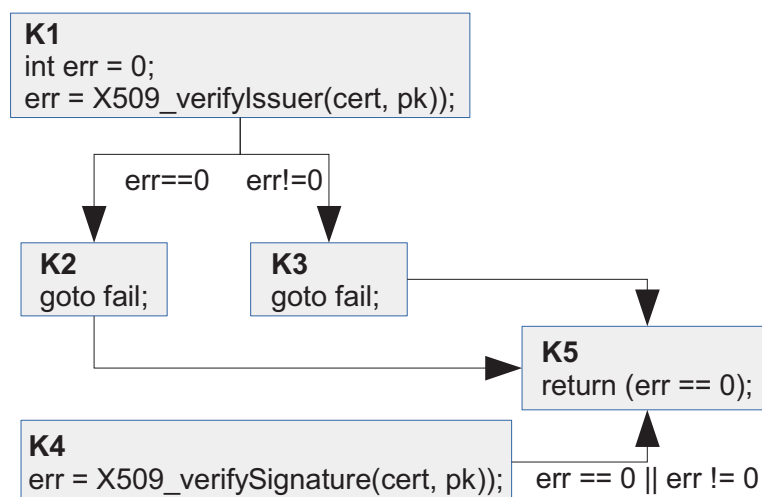 K1
int err = 0;
err = X509_verifyIssuer(cert, pk));
err==0 err!=0
K2
goto fail;
K3
goto fail;
K5
return (err == 0);
K4
err = X509_verifySignature(cert, pk));
err == 0 || err != 0